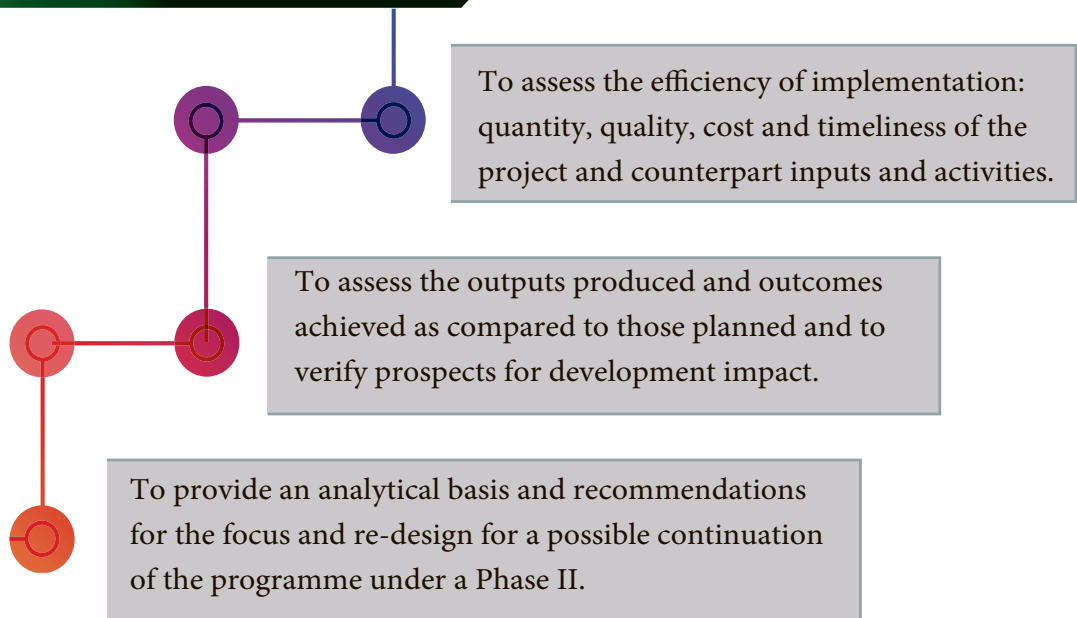 To assess the efficiency of implementation:
quantity, quality, cost and timeliness of the
project and counterpart inputs and activities.
To assess the outputs produced and outcomes
achieved as compared to those planned and to
verify prospects for development impact.
To provide an analytical basis and recommendations
for the focus and re-design for a possible continuation
of the programme under a Phase II.